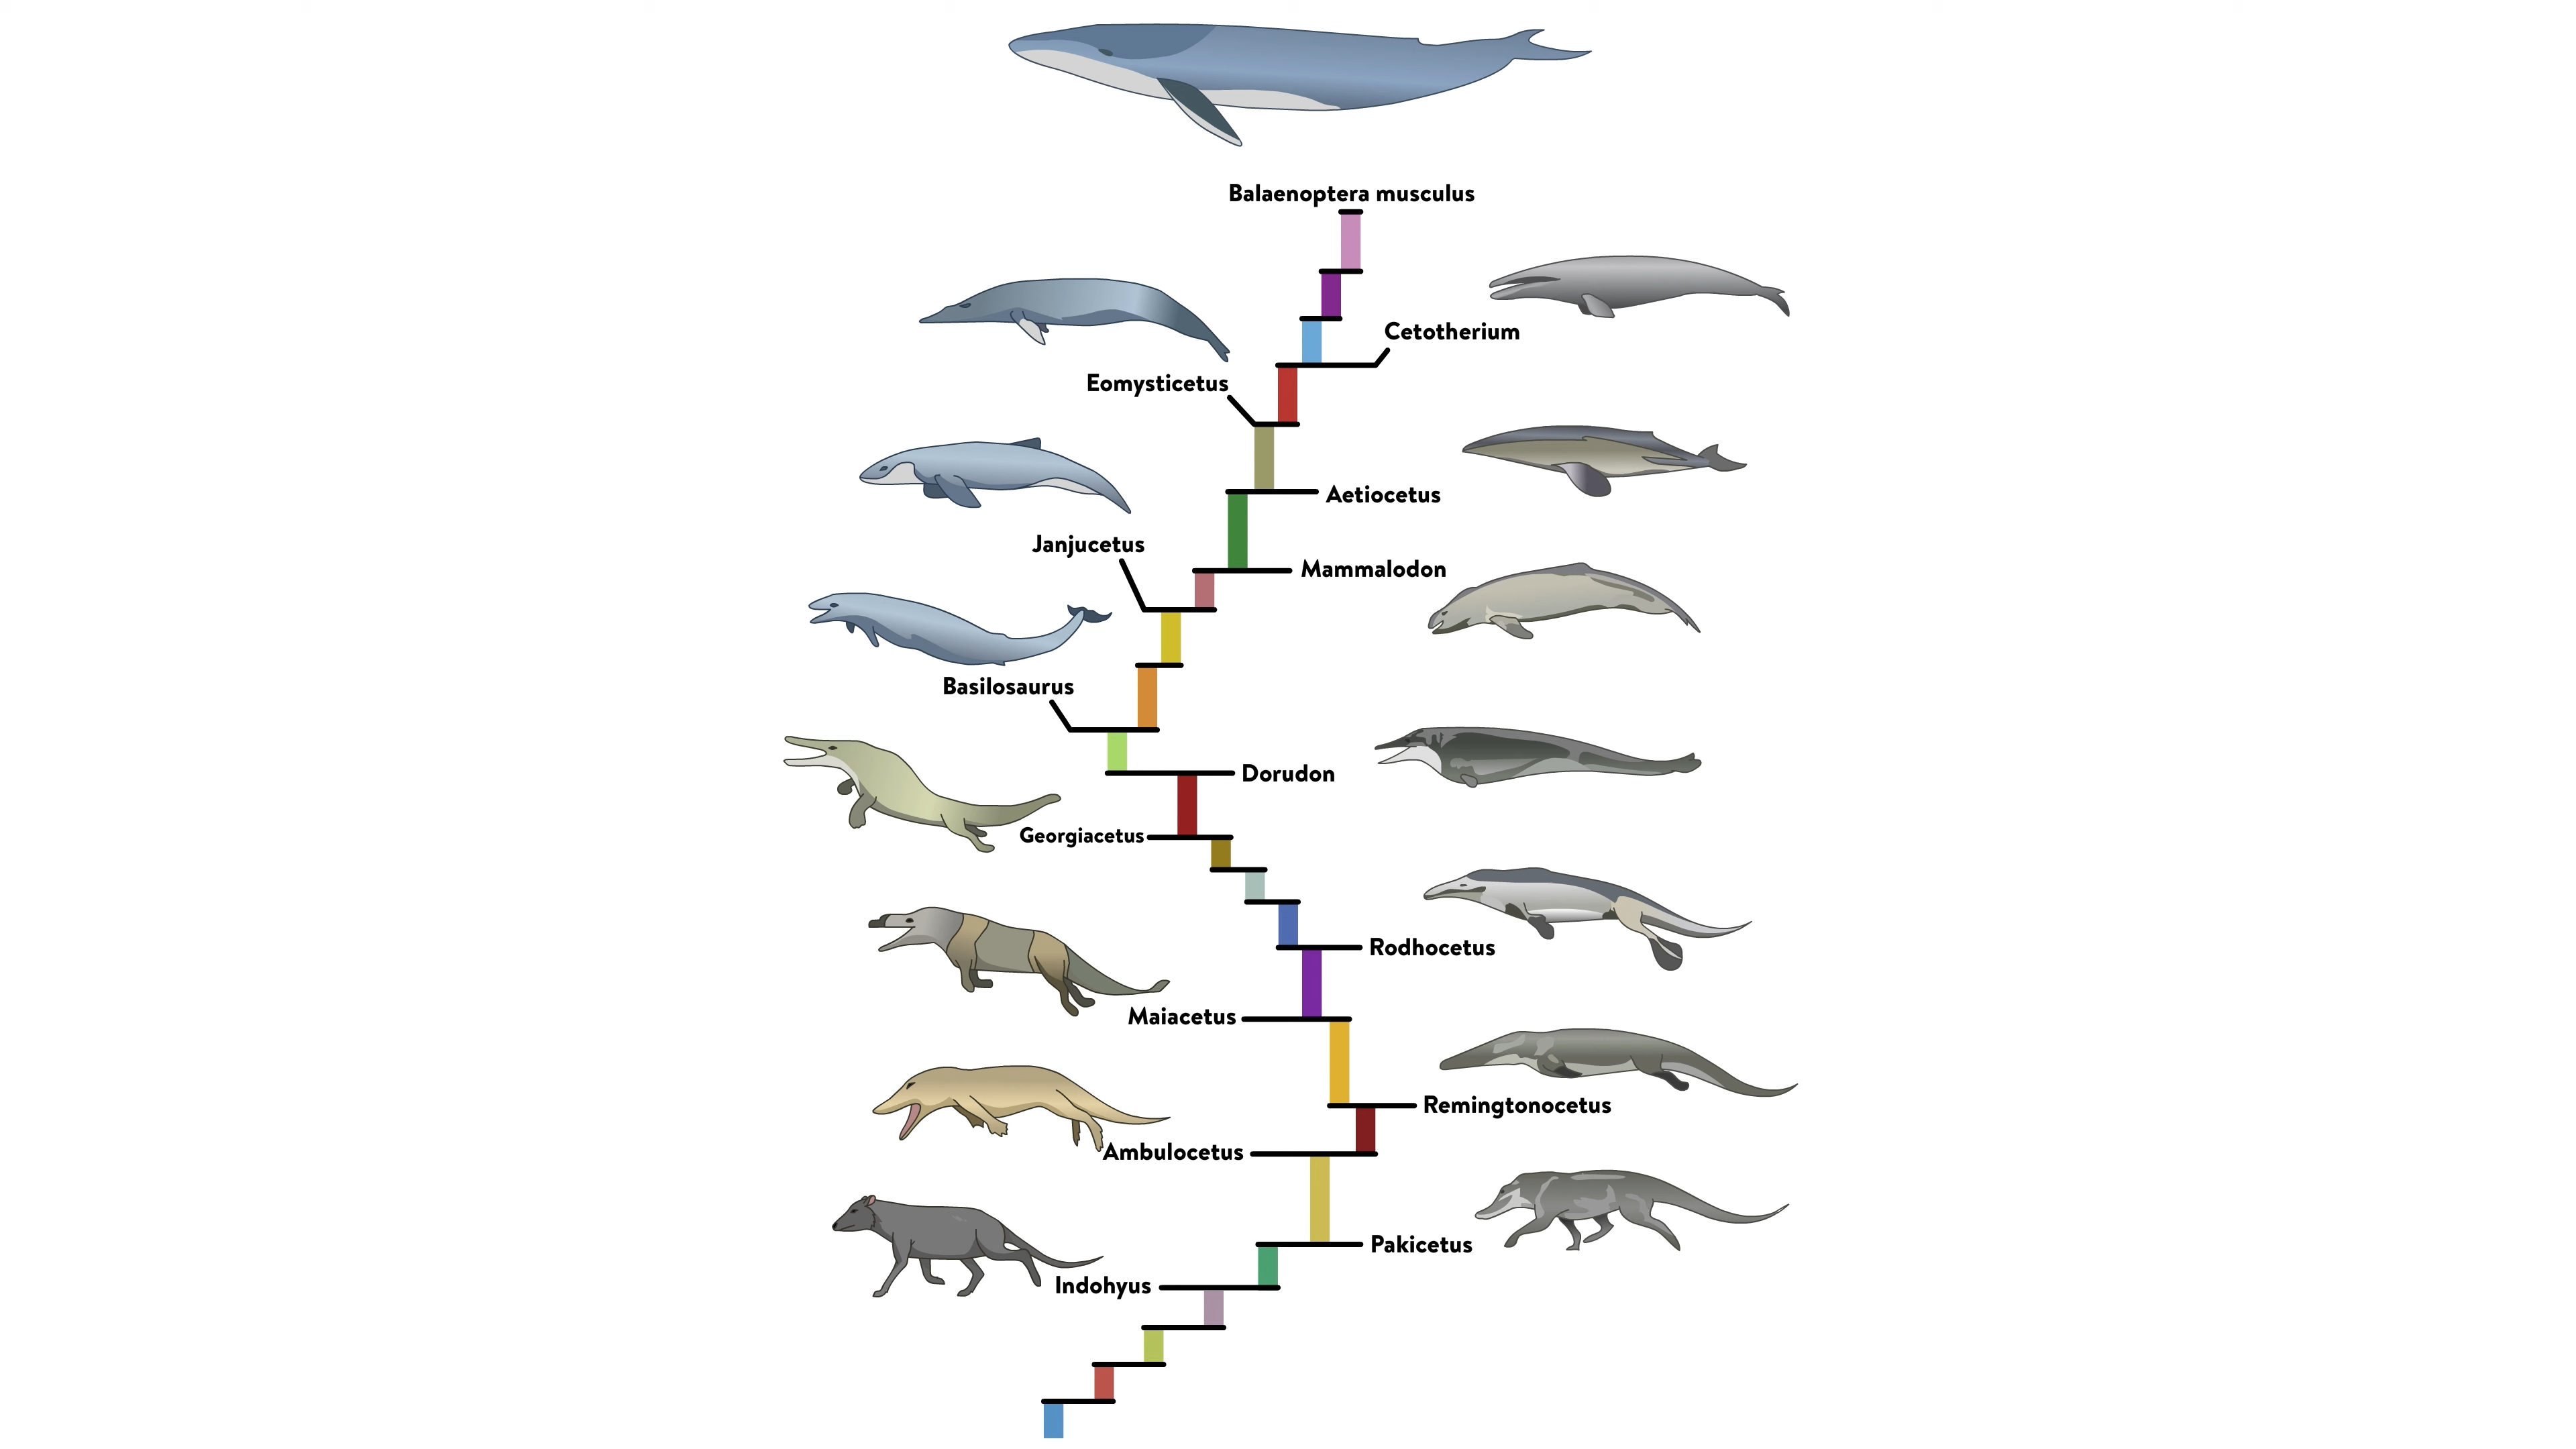 Balaenoptera musculus
Cetotherium
Eomysticetus
Aetiocetus
Janjucetus
Mammalodon
Basilosaurus
Dorudon
Georgiacetus
Rodhocetus
Maiacetus
Remingtonocetus
Ambulocetus
Pakicetus
Indohyus